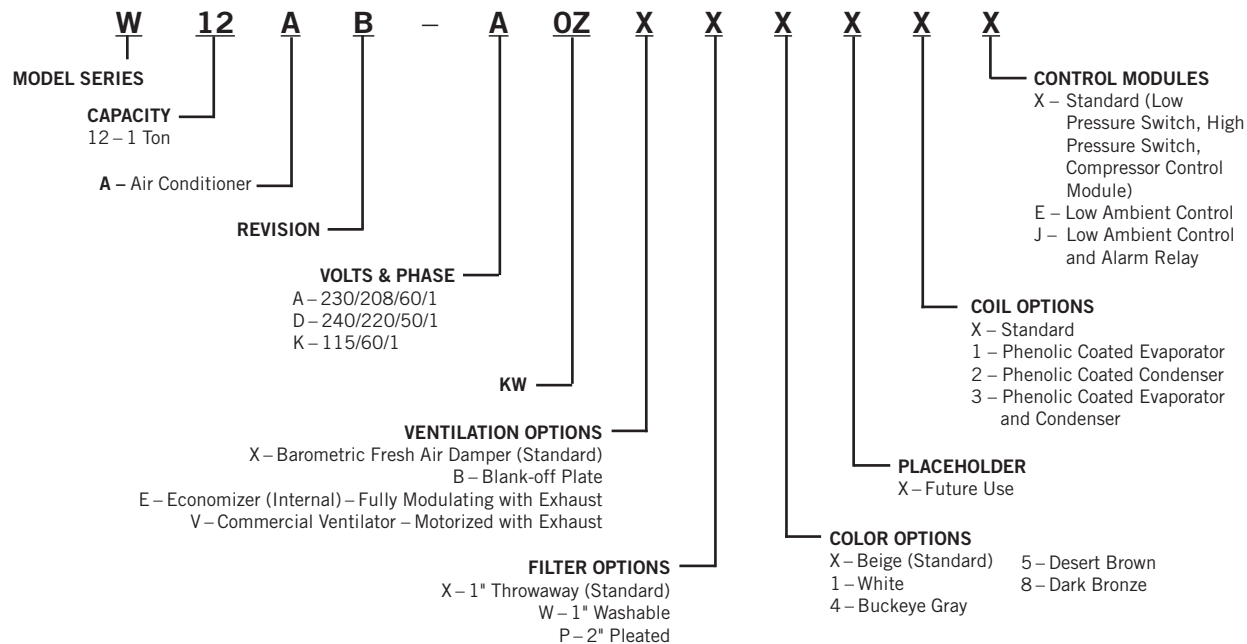 W 12 A B – A 0Z X X X X X X
MODEL SERIES
CAPACITY
12 – 1 Ton
A – Air Conditioner
REVISION
VOLTS & PHASE
A – 230/208/60/1
D – 240/220/50/1
K – 115/60/1
KW
VENTILATION OPTIONS
X – Barometric Fresh Air Damper (Standard)
B – Blank-off Plate
E – Economizer (Internal) – Fully Modulating with Exhaust
V – Commercial Ventilator – Motorized with Exhaust
FILTER OPTIONS
X – 1" Throwaway (Standard)
W – 1" Washable
P – 2" Pleated
COLOR OPTIONS
X – Beige (Standard)
1 – White
4 – Buckeye Gray
5 – Desert Brown
8 – Dark Bronze
PLACEHOLDER
X – Future Use
COIL OPTIONS
X – Standard
1 – Phenolic Coated Evaporator
2 – Phenolic Coated Condenser
3 – Phenolic Coated Evaporator
and Condenser
CONTROL MODULES
X – Standard (Low
Pressure Switch, High
Pressure Switch,
Compressor Control
Module)
E – Low Ambient Control
J – Low Ambient Control
and Alarm Relay